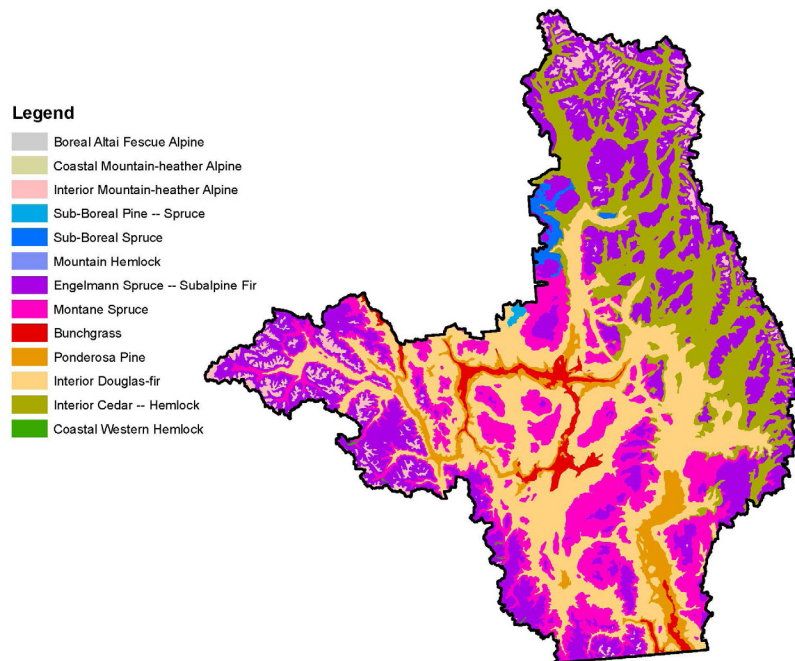 Legend
Boreal Altai Fescue Alpine
Coastal Mountain-heather Alpine
Interior Mountain-heather Alpine
Sub-Boreal Pine -- Spruce
Sub-Boreal Spruce
Mountain Hemlock
Engelmann Spruce -- Subalpine Fir
Montane Spruce
Bunchgrass
Ponderosa Pine
Interior Douglas-fir
Interior Cedar -- Hemlock
Coastal Western Hemlock